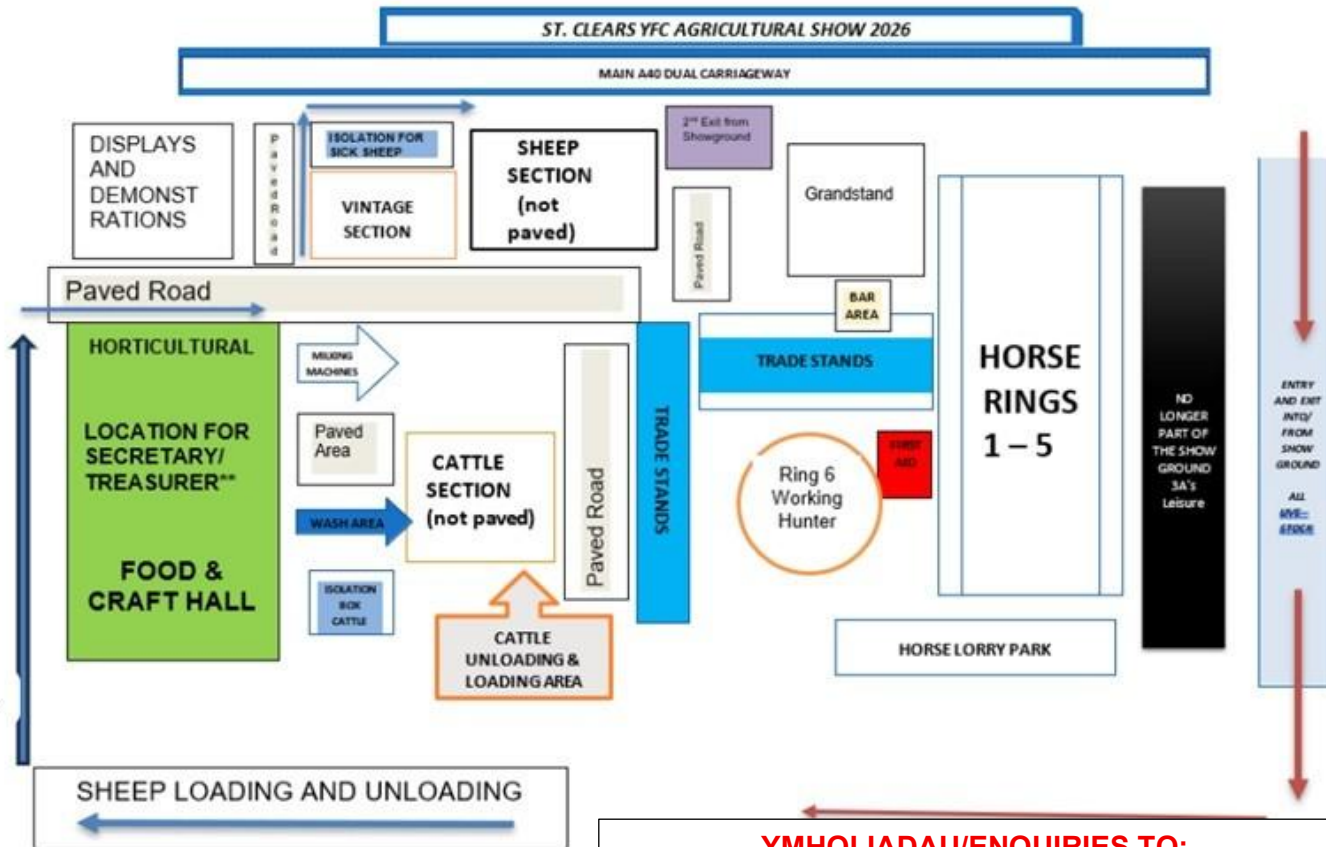 ST. CLEARS YFC AGRICULTURAL SHOW 2026
MAIN A40 DUAL CARRIAGEWAY
DISPLAYS
AND
DEMONST
RATIONS
Paved Road
ISOLATION FOR
SICK SHEEP
VINTAGE
SECTION
SHEEP
SECTION
(not
paved)
2nd Exit from
Showground
Paved Road
Grandstand
Paved Road
BAR
AREA
HORTICULTURAL
LOCATION FOR
SECRETARY/
TREASURER**
FOOD &
CRAFT HALL
MILKING
MACHINES
Paved
Area
WASH AREA
ISOLATION
BOX
CATTLE
CATTLE
SECTION
(not paved)
CATTLE
UNLOADING &
LOADING AREA
Paved Road
TRADE STANDS
TRADE STANDS
Ring 6
Working
Hunter
FIRST
AID
HORSE
RINGS
1 – 5
HORSE LORRY PARK
NO
LONGER
PART OF
THE SHOW
GROUND
3A's
Leisure
ENTRY
AND EXIT
INTO/
FROM
SHOW
GROUND
ALL
LIVE-
STOCK
SHEEP LOADING AND UNLOADING
YMHOLIADAU/ENQUIRIES TO: